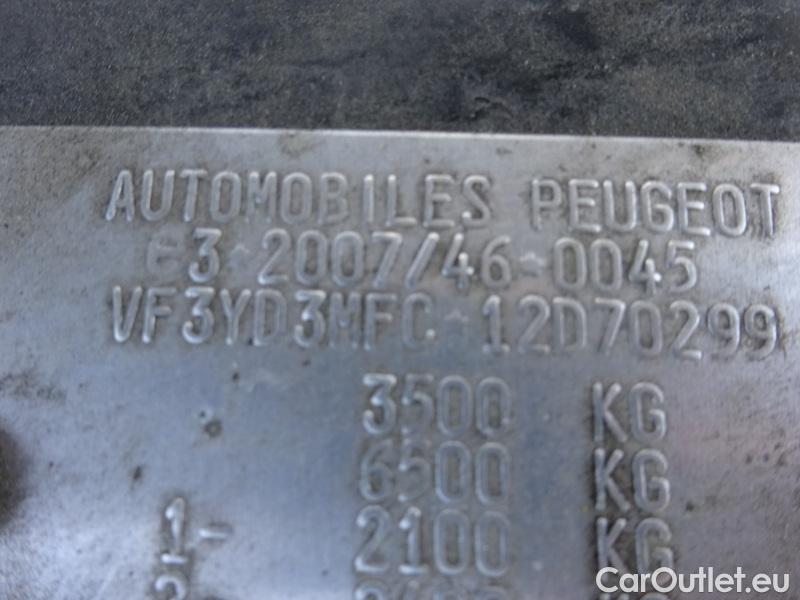 AUTOMOBILES PEUGEOT
e3*2007/46*0045
VF3YD3MFC*12D70299
3500 KG
6500 KG
1- 2100 KG
CarOutlet.eu